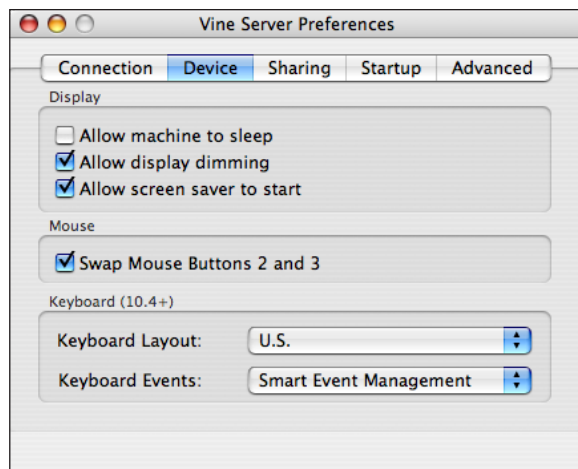 Vine Server Preferences
Connection Device Sharing Startup Advanced
Display
Allow machine to sleep
Allow display dimming
Allow screen saver to start
Mouse
Swap Mouse Buttons 2 and 3
Keyboard (10.4+)
Keyboard Layout: U.S.
Keyboard Events: Smart Event Management